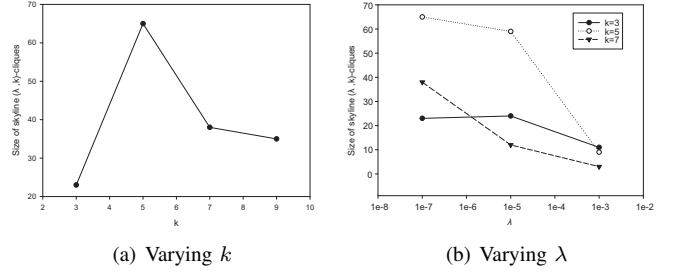 70
60
50
40
30
20
2 3 4 5 6 7 8 9 10
k
Size of skyline (λ,k)-cliques
(a) Varying k
70
60
50
40
30
20
10
0
1e-8 1e-7 1e-6 1e-5 1e-4 1e-3 1e-2
λ
Size of skyline (λ,k)-cliques
k=3
k=5
k=7
(b) Varying λ